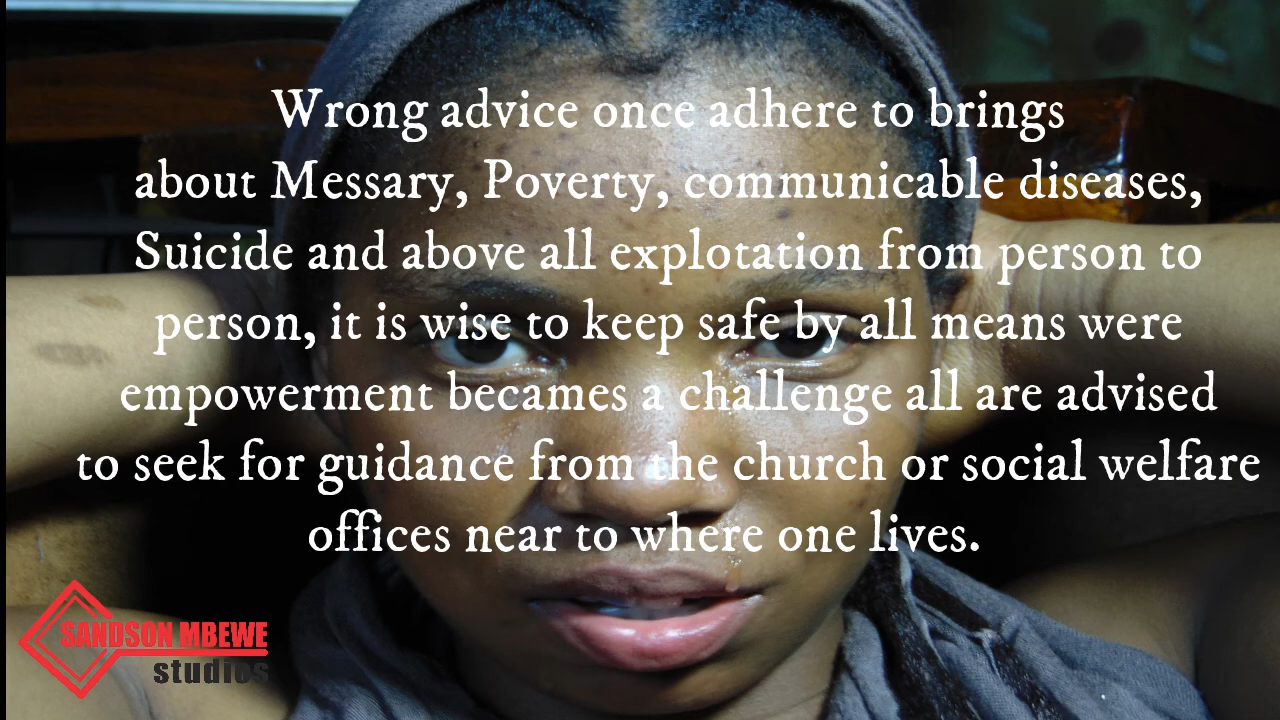 Wrong advice once adhere to brings
about Messary, Poverty, communicable diseases,
Suicide and above all explotation from person to
person, it is wise to keep safe by all means were
empowerment becames a challenge all are advised
to seek for guidance from the church or social welfare
offices near to where one lives.
SANDSON MBEWE
studios